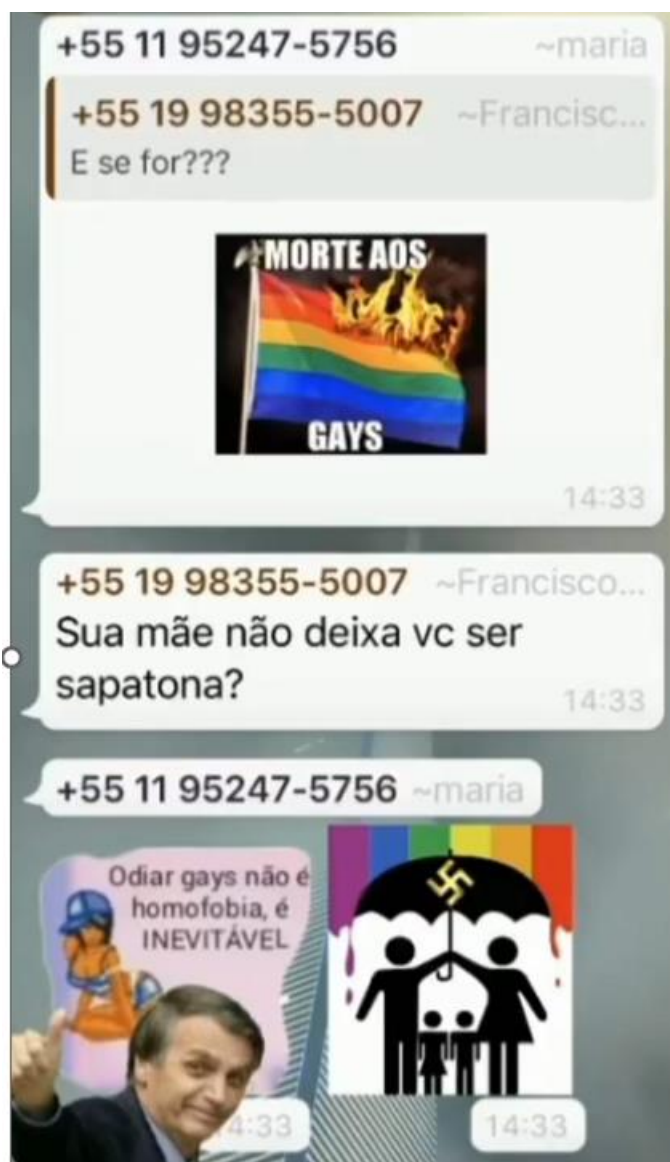 +55 11 95247-5756 ~maria
+55 19 98355-5007 ~Francisc...
E se for???
MORTE AOS
GAYS
14:33
+55 19 98355-5007 ~Francisco...
Sua mãe não deixa vc ser
sapatona?
14:33
+55 11 95247-5756 ~maria
Odiar gays não é
homofobia, é
INEVITÁVEL
4:33
14:33